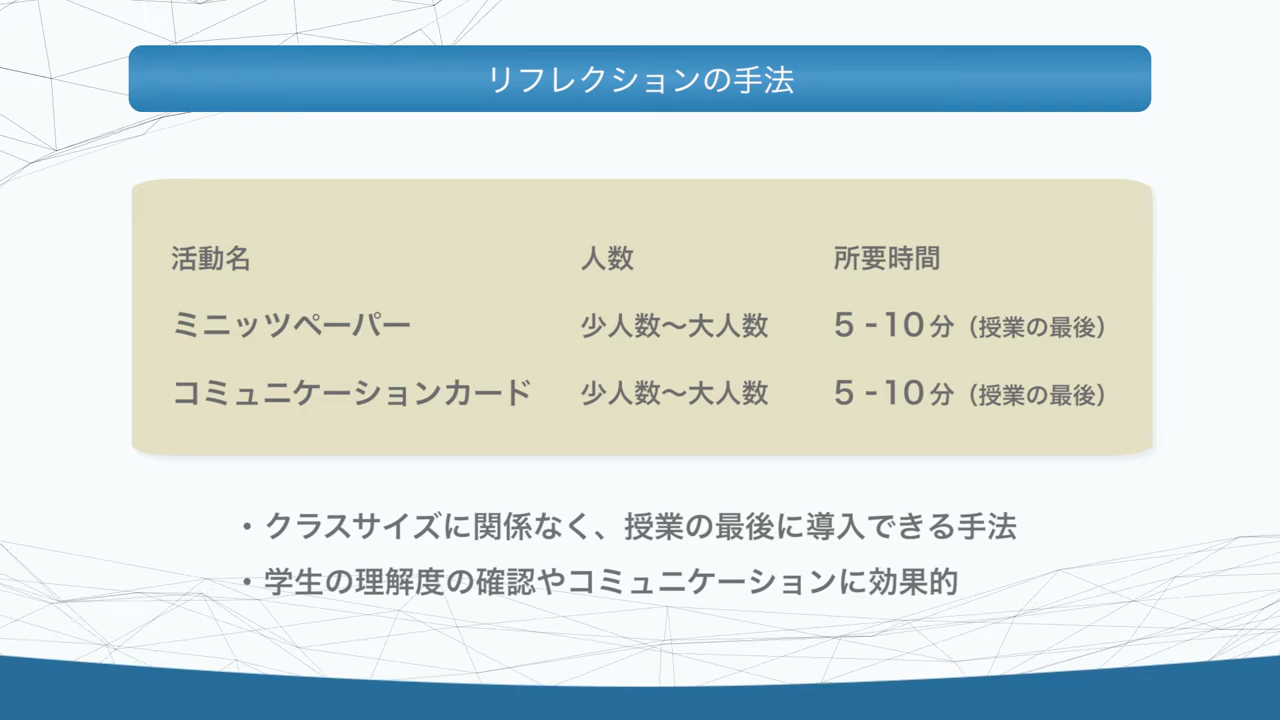 リフレクションの手法
活動名 人数 所要時間
ミニッツペーパー 少人数〜大人数 5 -10分（授業の最後）
コミュニケーションカード 少人数〜大人数 5 -10分（授業の最後）
・クラスサイズに関係なく、授業の最後に導入できる手法
・学生の理解度の確認やコミュニケーションに効果的